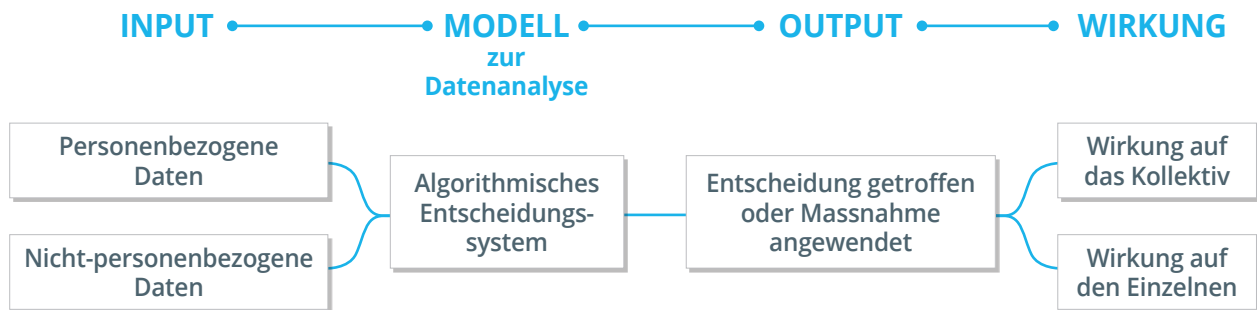 INPUT MODELL OUTPUT WIRKUNG
zur
Datenanalyse
Personenbezogene
Daten
Nicht-personenbezogene
Daten
Algorithmisches
Entscheidungs-
system
Entscheidung getroffen
oder Massnahme
angewendet
Wirkung auf
das Kollektiv
Wirkung auf
den Einzelnen